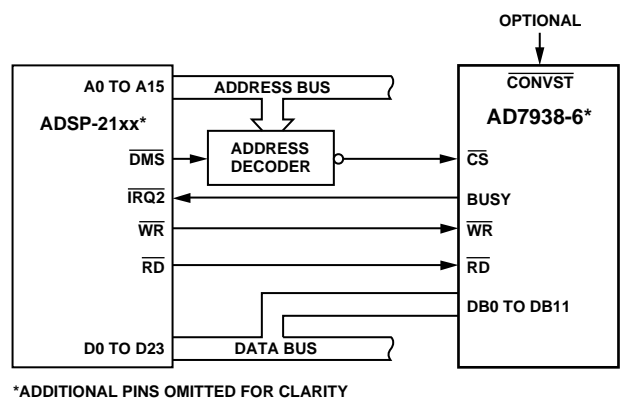 OPTIONAL
A0 TO A15
ADDRESS BUS
CONVST
ADSP-21xx*
AD7938-6*
DMS
ADDRESS
DECODER
CS
IRQ2
BUSY
WR
WR
RD
RD
DB0 TO DB11
D0 TO D23
DATA BUS
*ADDITIONAL PINS OMITTED FOR CLARITY